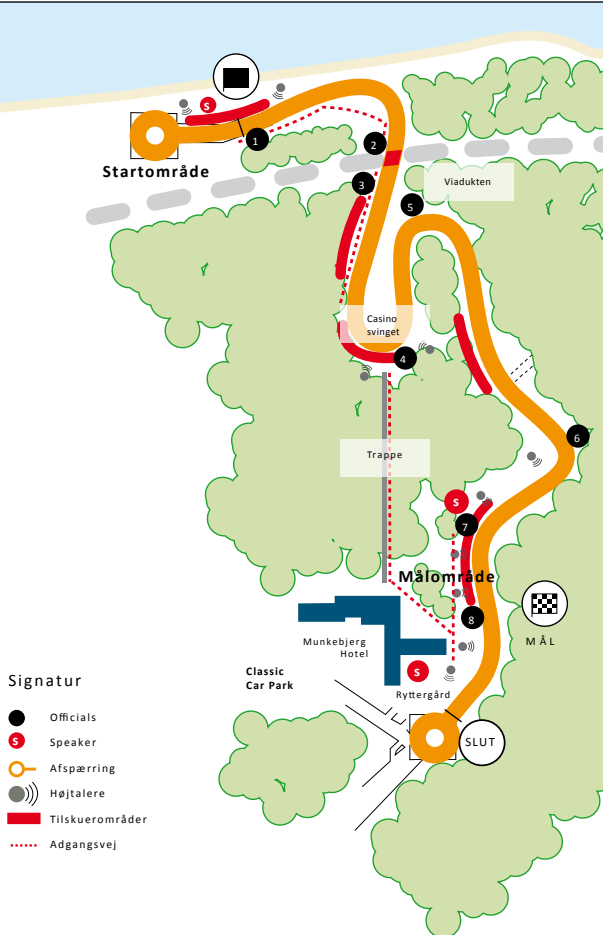 S
1
Startområde
2
3
Viadukten
5
Casino
svinget
4
6
Trappe
S
7
Målområde
8
MÅL
Munkebjerg
Hotel
Classic
Car Park
S
Ryttergård
SLUT
Signatur
Officials
S
Speaker
Afspærring
Højtalere
Tilskuerområder
Adgangsvej